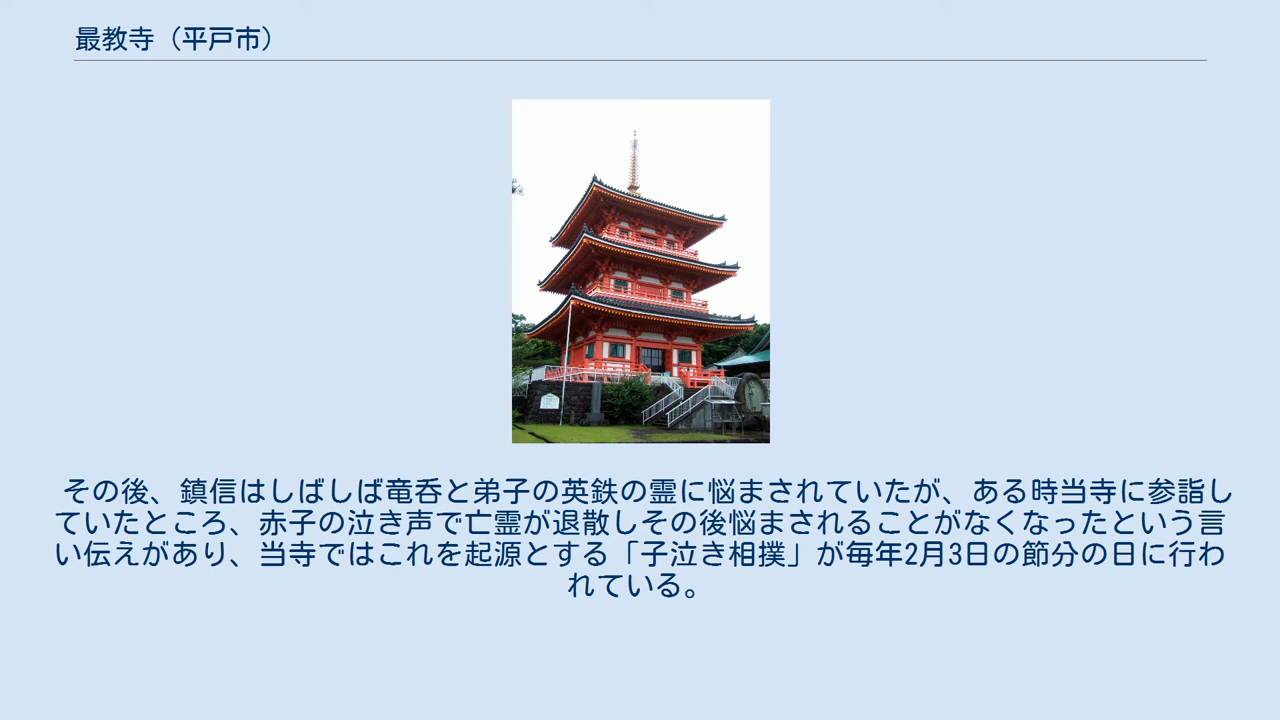 最教寺（平戸市）
その後、鎮信はしばしば竜呑と弟子の英鉄の霊に悩まされていたが、ある時当寺に参詣し
ていたところ、赤子の泣き声で亡霊が退散しその後悩まされることがなくなったという言
い伝えがあり、当寺ではこれを起源とする「子泣き相撲」が毎年2月3日の節分の日に行わ
れている。